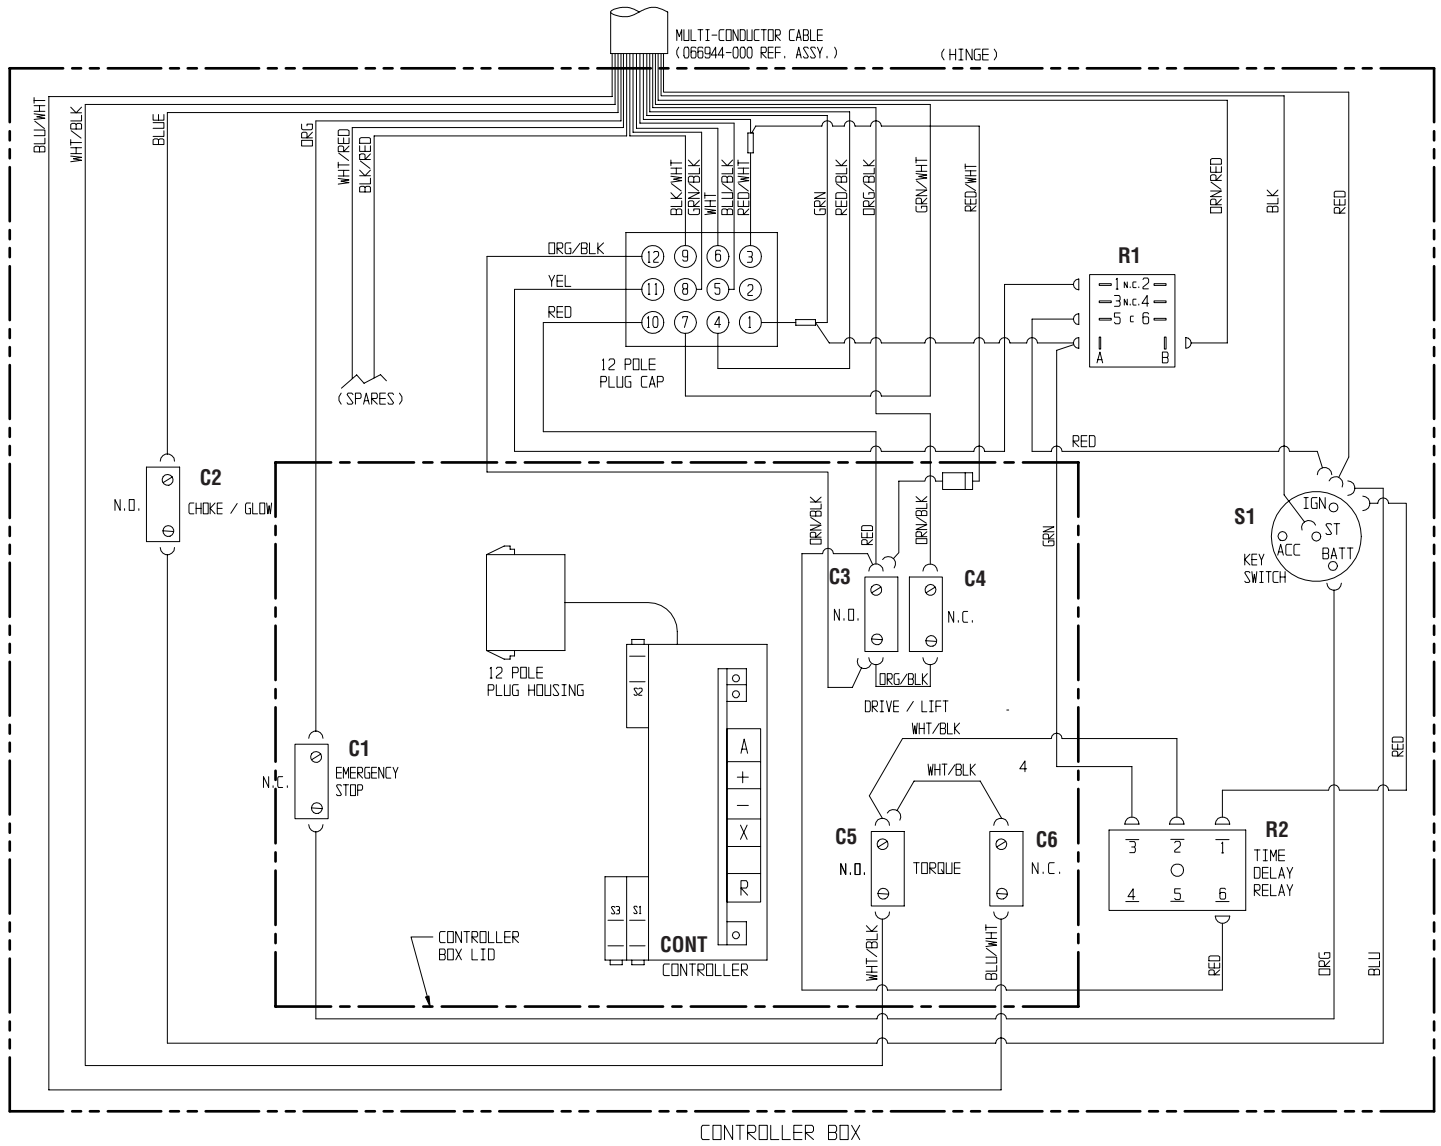 MULTI-CONDUCTOR CABLE
(066944-000 REF. ASSY.)
(HINGE)
BLU/WHT
WHT/BLK
BLUE
ORG
WHT/RED
BLK/RED
BLK/WHT
GRN/BLK
WHT
BLU/BLK
RED/WHT
GRN
RED/BLK
ORG/BLK
GRN/WHT
RED/WHT
ORN/RED
BLK
RED
ORG/BLK
YEL
RED
12 9 6 3
11 8 5 2
10 7 4 1
12 POLE
PLUG CAP
(SPARES)
R1
1 N.C. 2
3 N.C. 4
5 C 6
A B
RED
C2
N.O.
CHOKE / GLOW
ORN/BLK
RED
ORN/BLK
GRN
S1
IGN
ST
ACC
BATT
KEY
SWITCH
C3
N.O.
C4
N.C.
ORG/BLK
DRIVE / LIFT
12 POLE
PLUG HOUSING
S2
A
+
−
X
R
S3 S1
CONT
CONTROLLER
C1
EMERGENCY
STOP
N.C.
WHT/BLK
WHT/BLK
4
RED
C5
N.O.
TORQUE
C6
N.C.
R2
TIME
DELAY
RELAY
3 2 1
4 5 6
CONTROLLER
BOX LID
WHT/BLK
BLU/WHT
RED
ORG
BLU
CONTROLLER BOX